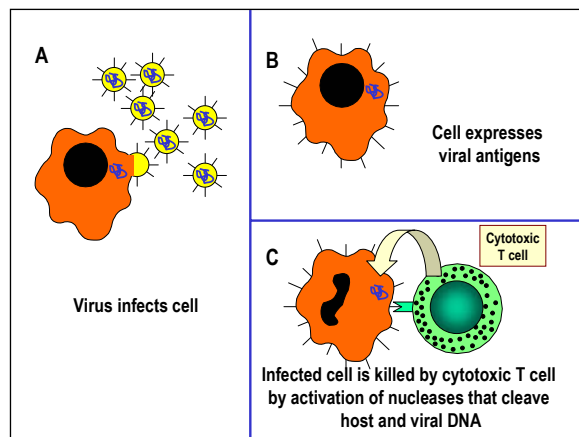 A
Virus infects cell
B
Cell expresses
viral antigens
C
Cytotoxic
T cell
Infected cell is killed by cytotoxic T cell
by activation of nucleases that cleave
host and viral DNA